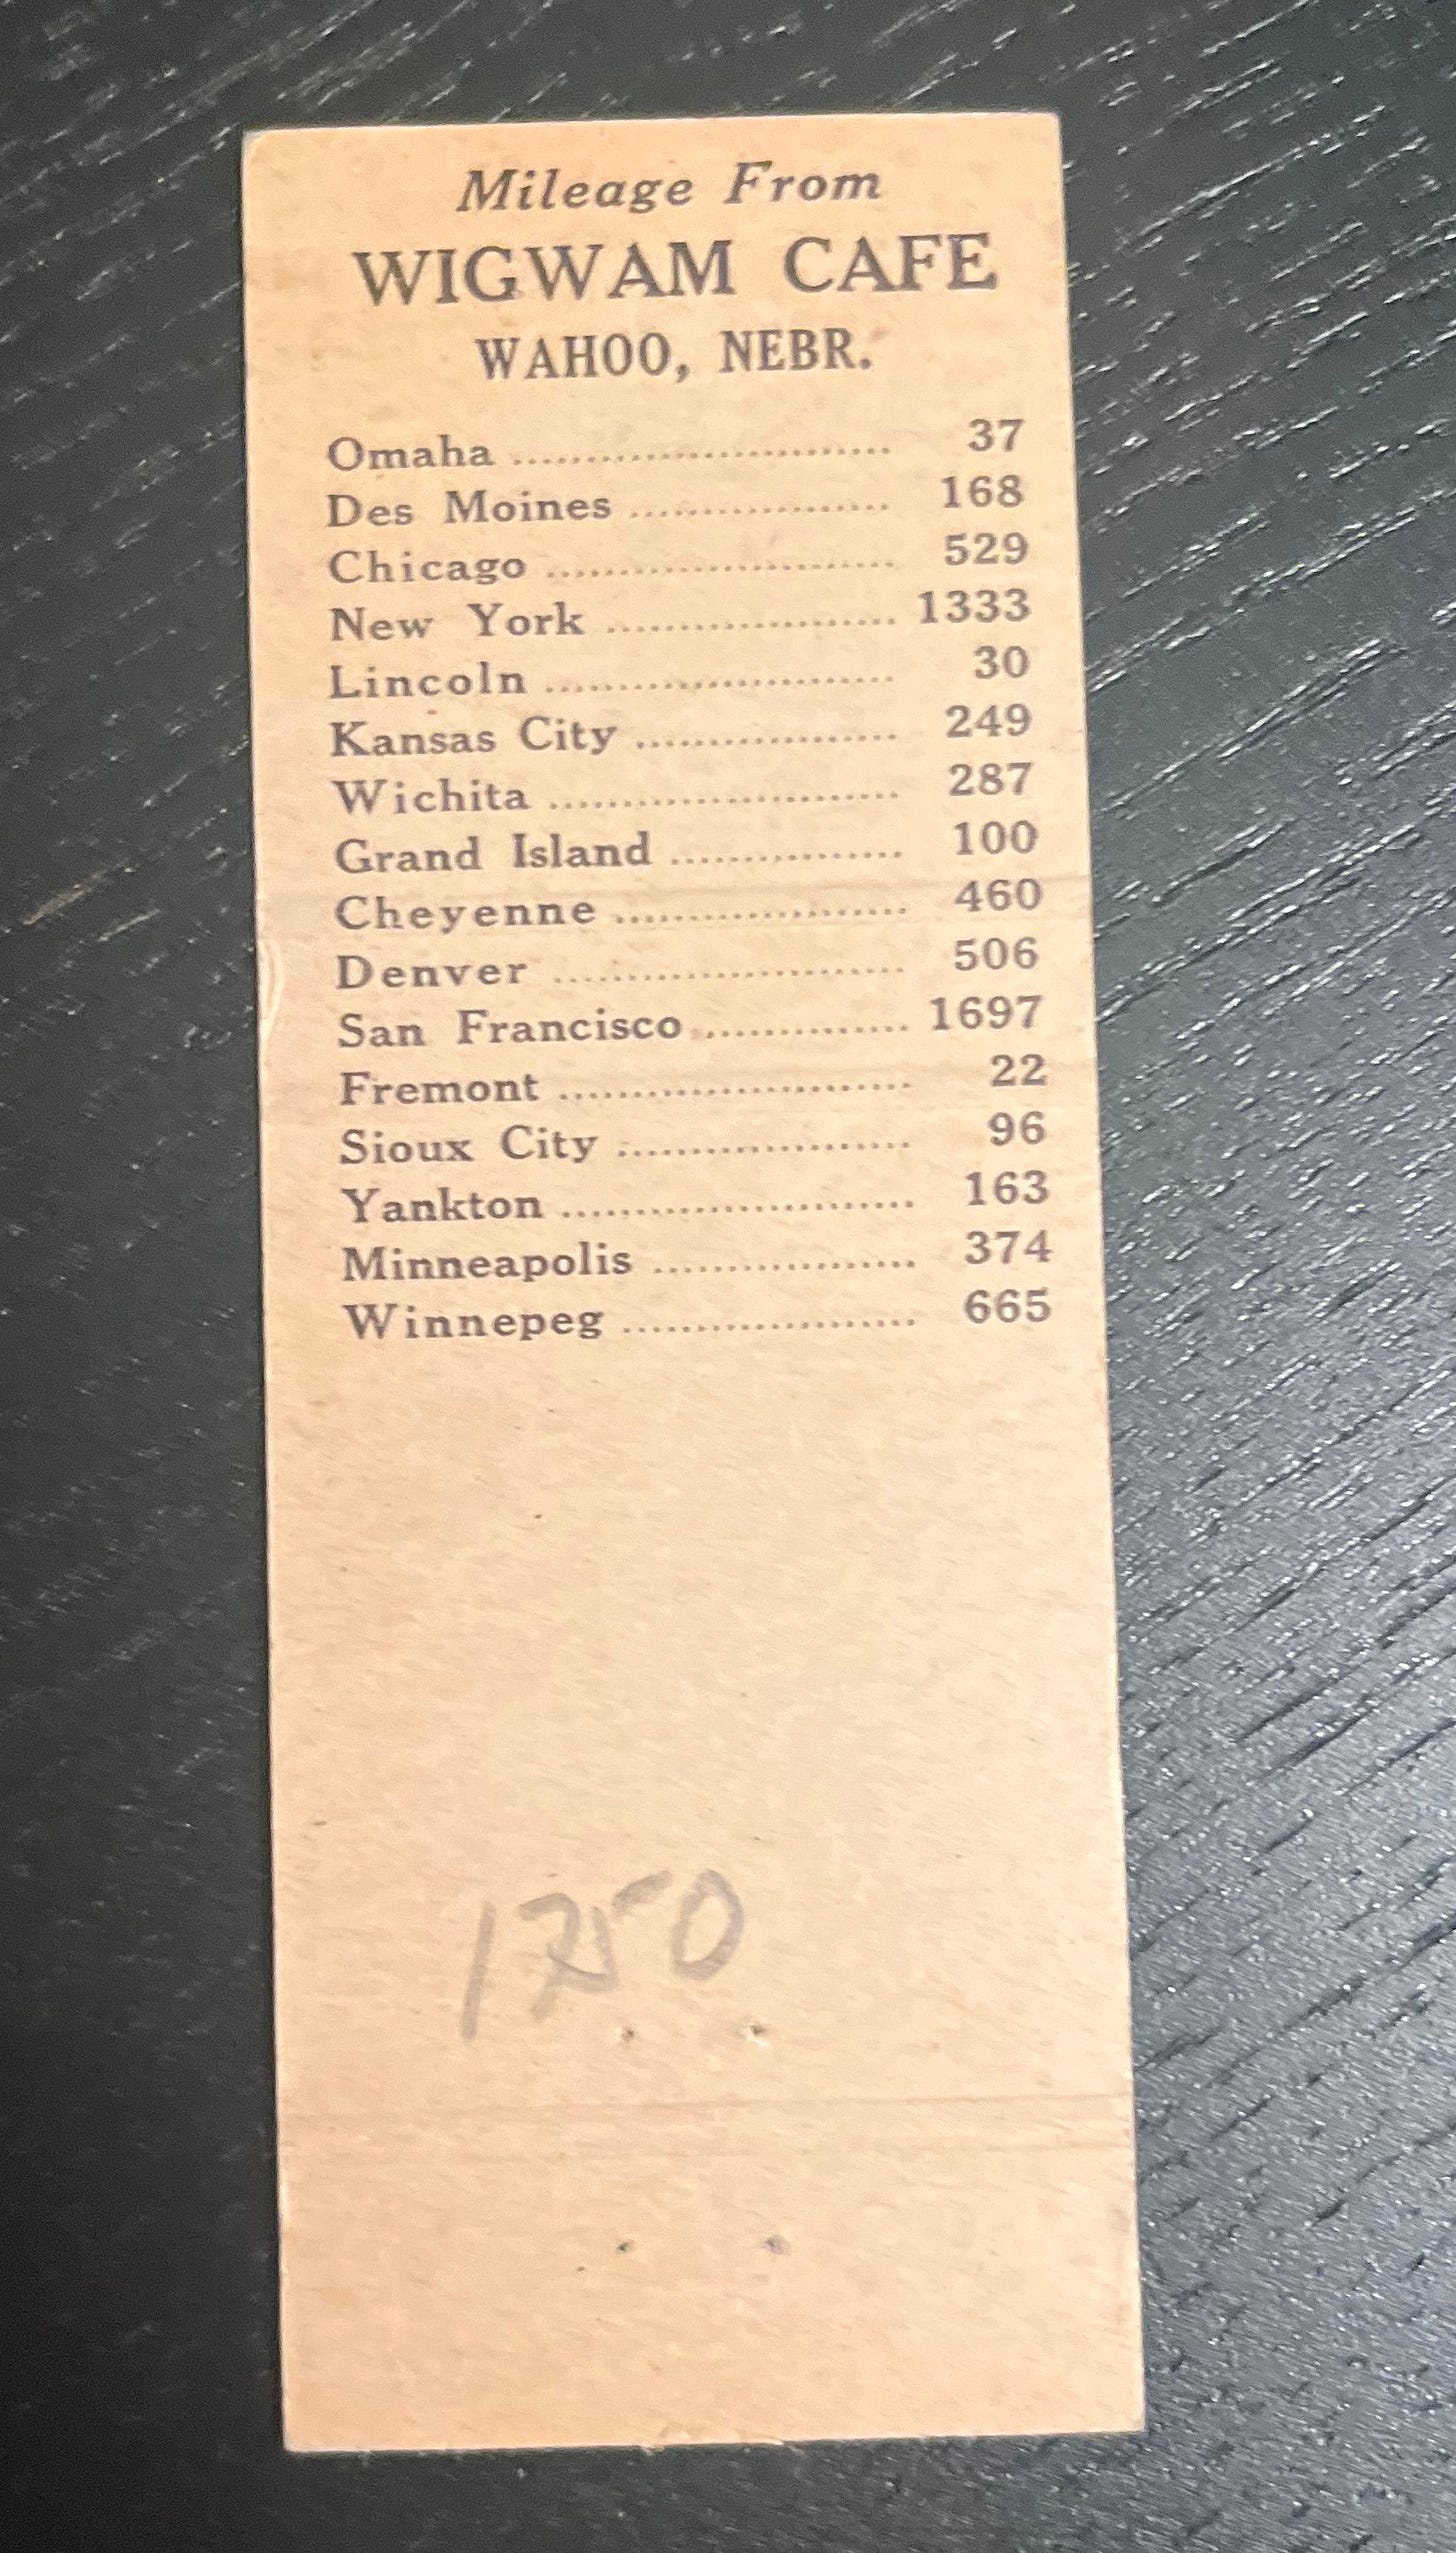 Mileage From
WIGWAM CAFE
WAHOO, NEBR.
Omaha .......................... 37
Des Moines .................. 168
Chicago ........................ 529
New York .................... 1333
Lincoln ........................ 30
Kansas City .................. 249
Wichita ........................ 287
Grand Island ................ 100
Cheyenne .................... 460
Denver ........................ 506
San Francisco .............. 1697
Fremont ........................ 22
Sioux City .................... 96
Yankton ........................ 163
Minneapolis .................. 374
Winnepeg .................... 665
1750